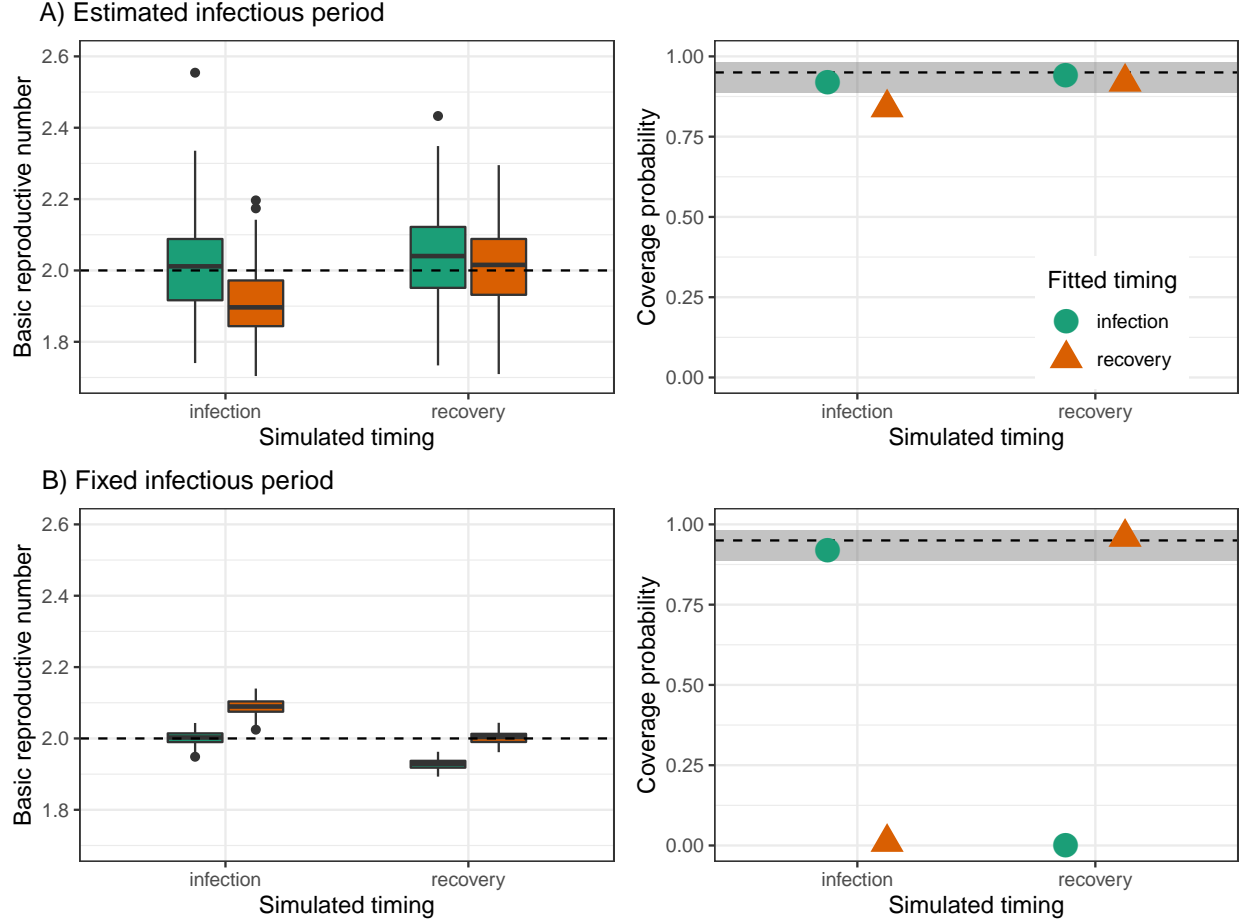 A) Estimated infectious period
Basic reproductive number
2.6
2.4
2.2
2.0
1.8
infection
recovery
Simulated timing
Coverage probability
1.00
0.75
0.50
0.25
0.00
Fitted timing
infection
recovery
infection
recovery
Simulated timing
B) Fixed infectious period
Basic reproductive number
2.6
2.4
2.2
2.0
1.8
infection
recovery
Simulated timing
Coverage probability
1.00
0.75
0.50
0.25
0.00
infection
recovery
Simulated timing